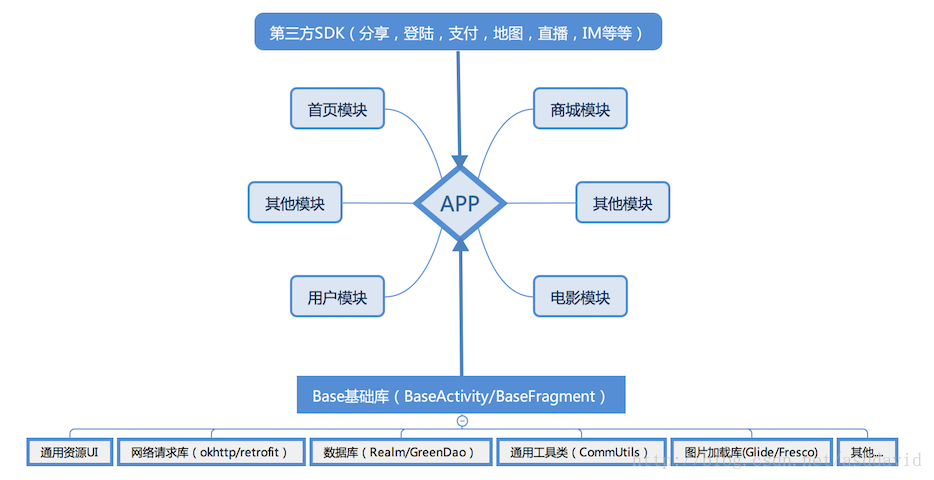 第三方SDK（分享，登陆，支付，地图，直播，IM等等）
首页模块
商城模块
其他模块
APP
其他模块
用户模块
电影模块
Base基础库（BaseActivity/BaseFragment）
通用资源UI
网络请求库（okhttp/retrofit）
数据库（Realm/GreenDao）
通用工具类（CommUtils）
图片加载库(Glide/Fresco)
其他...